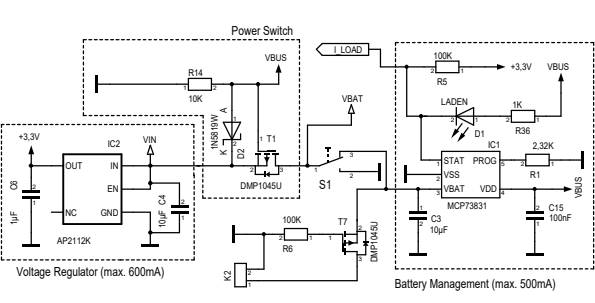 Power Switch
I_LOAD
R14
10K
VBUS
1N5819W
A
K
D2
T1
DMP1045U
VBAT
S1
100K
R5
+3,3V
VBUS
LADEN
D1
1K
R36
IC1
STAT PROG
VSS
VBAT VDD
MCP73831
2,32K
R1
VBUS
C3
10µF
C15
100nF
+3,3V
IC2
VIN
OUT IN
EN
NC GND
AP2112K
C6
1µF
C4
10µF
100K
R6
T7
DMP1045U
K2
Voltage Regulator (max. 600mA)
Battery Management (max. 500mA)